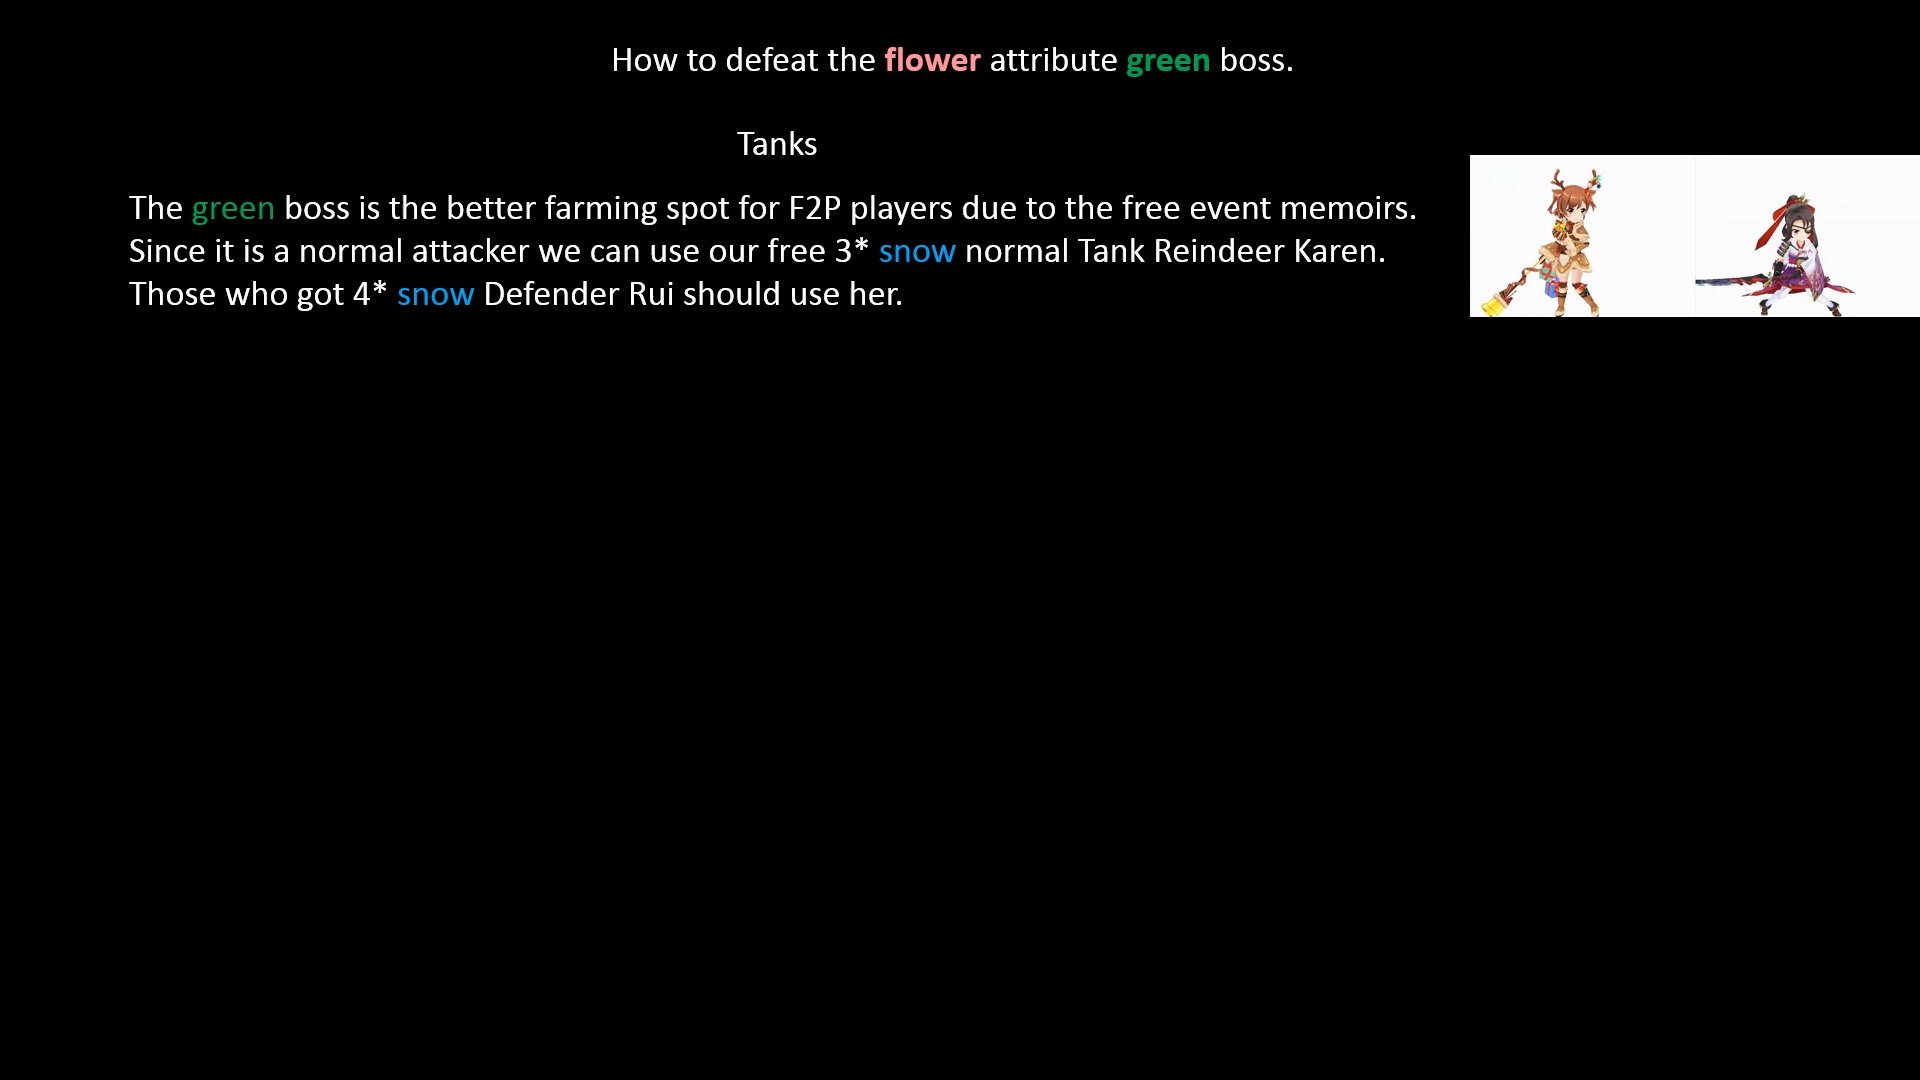 How to defeat the flower attribute green boss.
Tanks
The green boss is the better farming spot for F2P players due to the free event memoirs.
Since it is a normal attacker we can use our free 3* snow normal Tank Reindeer Karen.
Those who got 4* snow Defender Rui should use her.